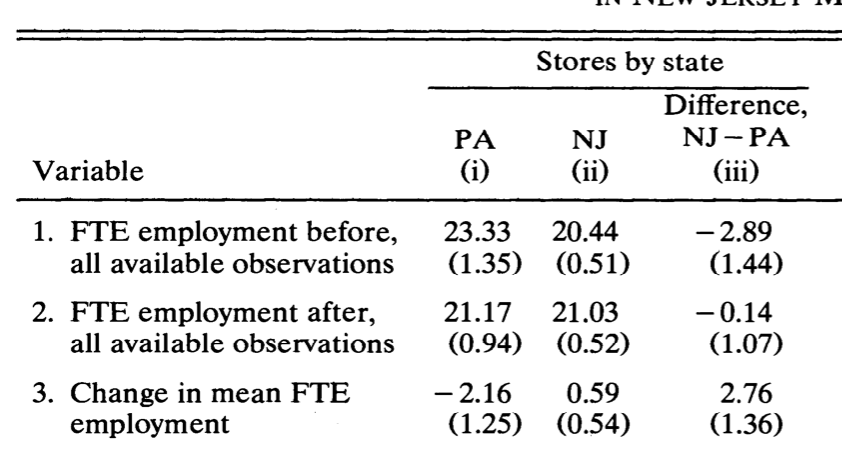 IN NEW JERSEY M
Stores by state
Difference,
PA NJ NJ − PA
Variable (i) (ii) (iii)
1. FTE employment before, 23.33 20.44 −2.89
all available observations (1.35) (0.51) (1.44)
2. FTE employment after, 21.17 21.03 −0.14
all available observations (0.94) (0.52) (1.07)
3. Change in mean FTE −2.16 0.59 2.76
employment (1.25) (0.54) (1.36)